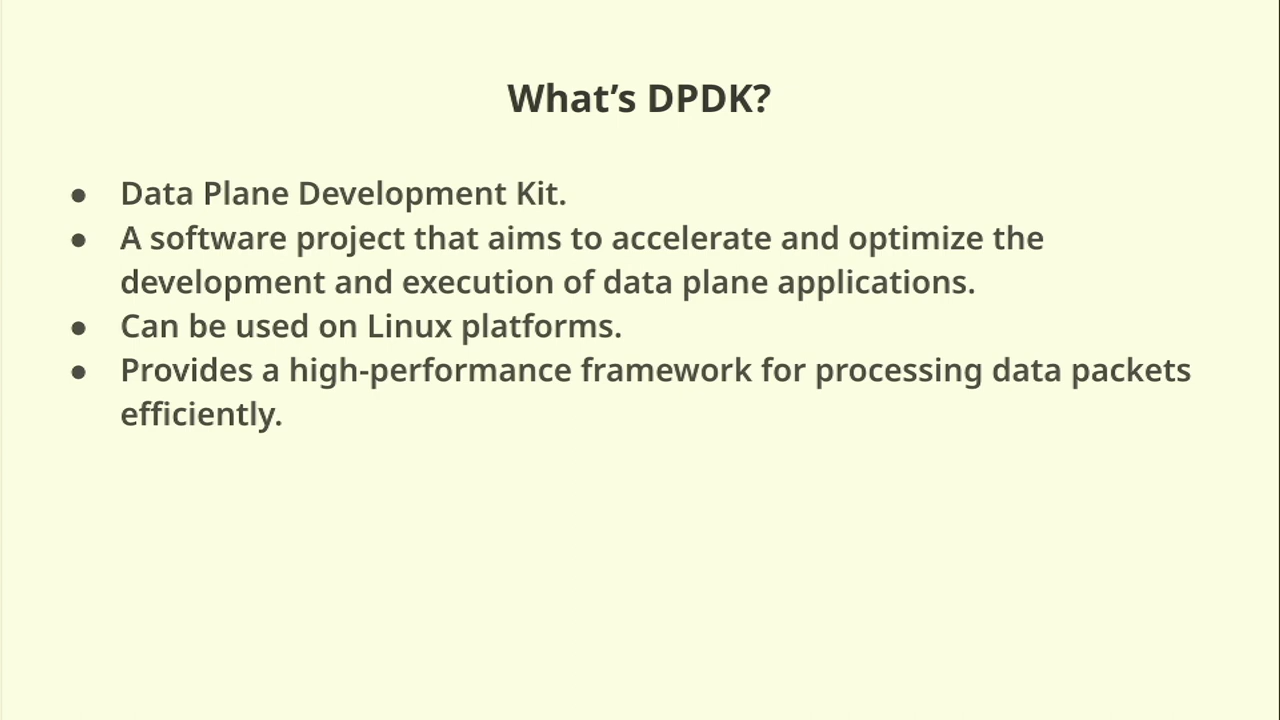 What’s DPDK?
● Data Plane Development Kit.
● A software project that aims to accelerate and optimize the
development and execution of data plane applications.
● Can be used on Linux platforms.
● Provides a high-performance framework for processing data packets
efficiently.